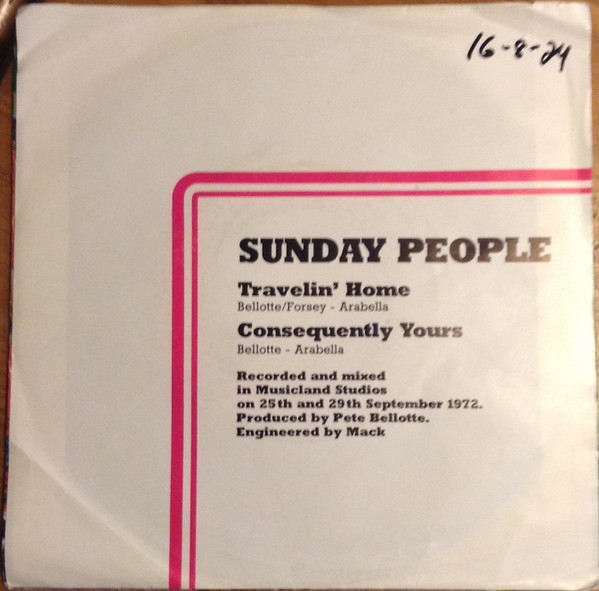 16-8-24
SUNDAY PEOPLE
Travelin' Home
Bellotte/Forsey - Arabella
Consequently Yours
Bellotte - Arabella
Recorded and mixed
in Musicland Studios
on 25th and 29th September 1972.
Produced by Pete Bellotte.
Engineered by Mack